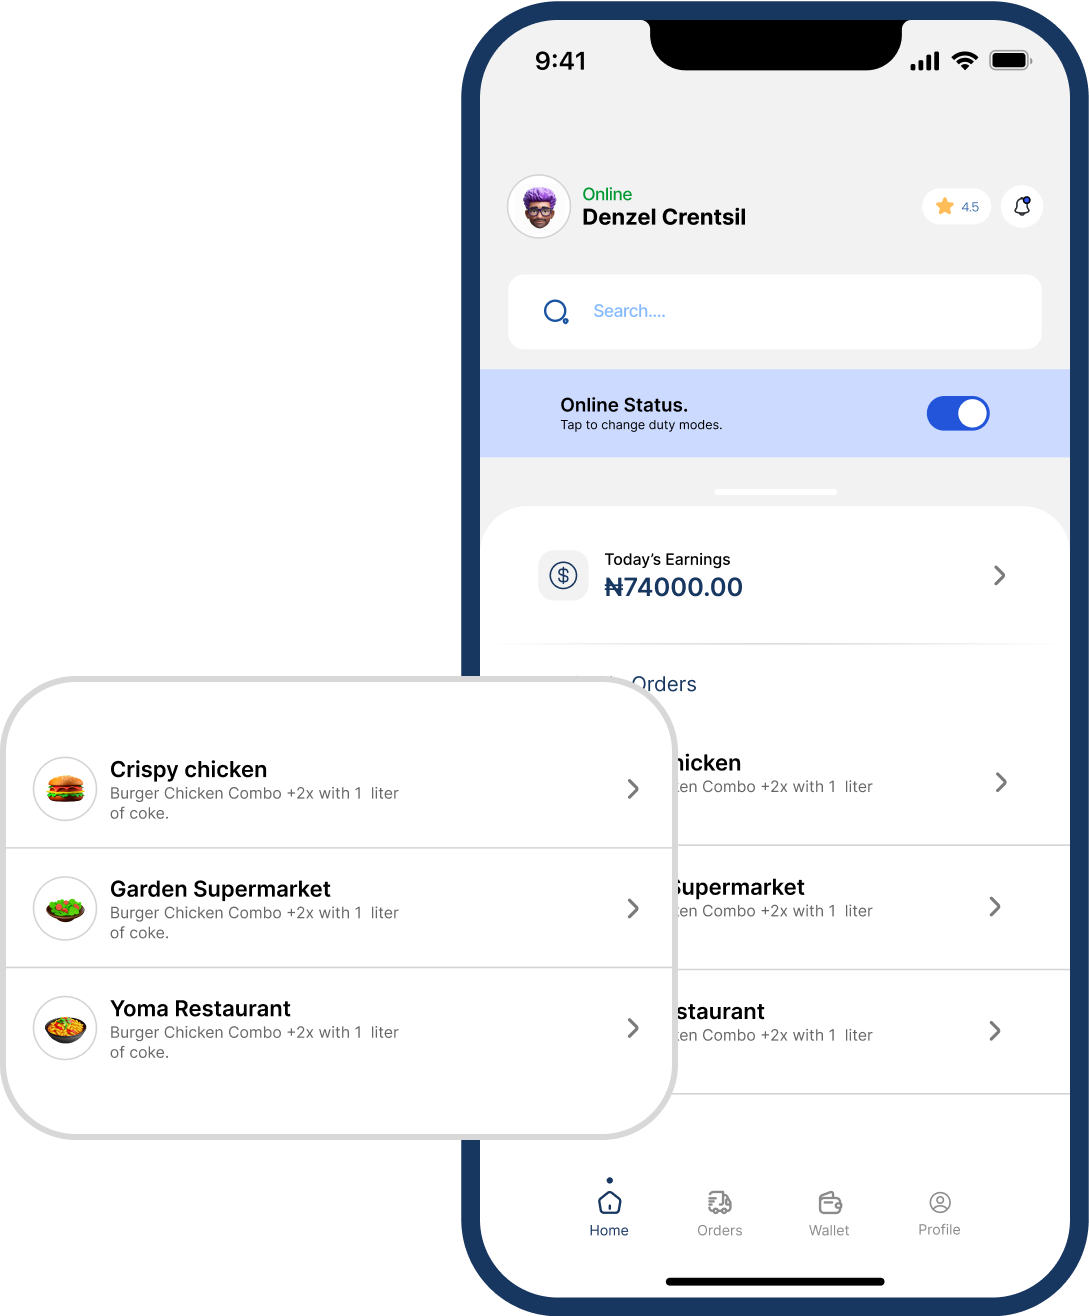 9:41
Online
Denzel Crentsil
4.5
Search....
Online Status.
Tap to change duty modes.
Today's Earnings
₦74000.00
Orders
Crispy chicken
Burger Chicken Combo +2x with 1 liter
of coke.
Garden Supermarket
Burger Chicken Combo +2x with 1 liter
of coke.
Yoma Restaurant
Burger Chicken Combo +2x with 1 liter
of coke.
hicken
en Combo +2x with 1 liter
Supermarket
en Combo +2x with 1 liter
staurant
en Combo +2x with 1 liter
Home
Orders
Wallet
Profile